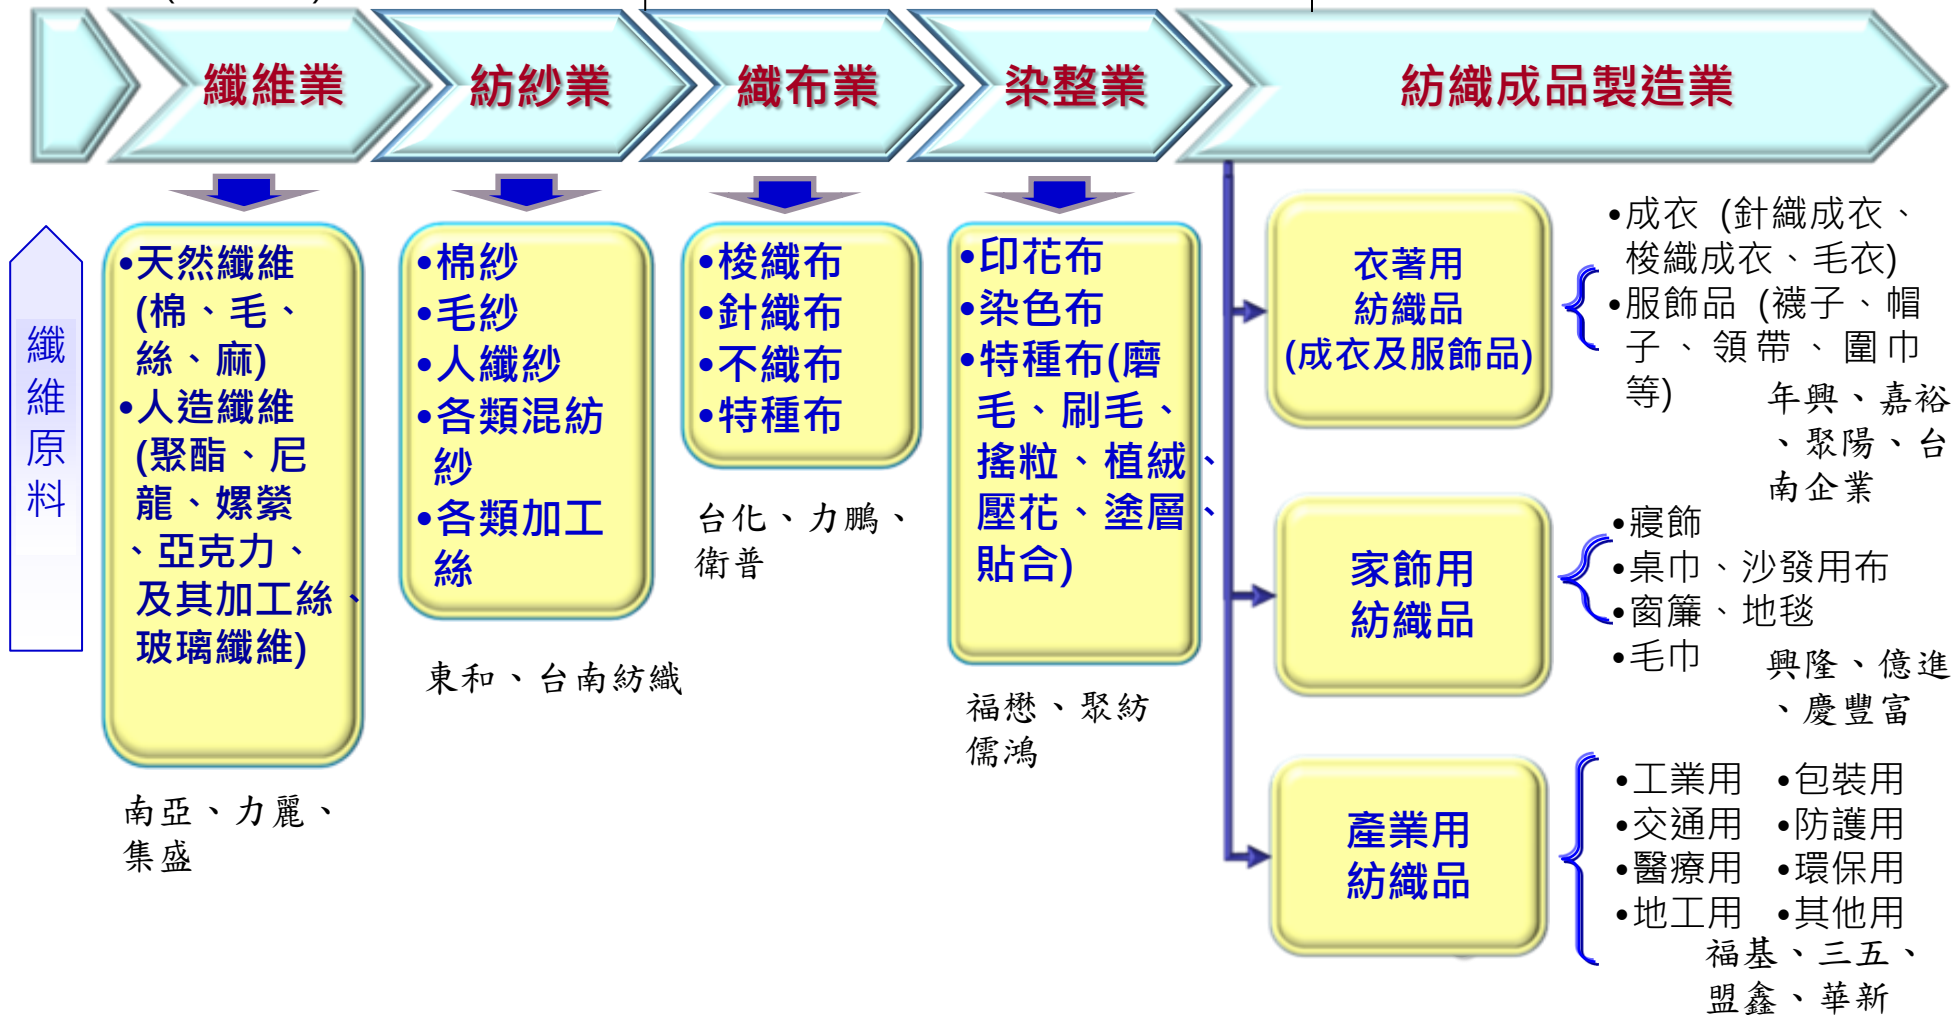 纖維業
紡紗業
織布業
染整業
紡織成品製造業
纖維原料
•天然纖維
(棉、毛、
絲、麻)
•人造纖維
(聚酯、尼
龍、嫘縈
、亞克力、
及其加工絲、
玻璃纖維)
南亞、力麗、
集盛
•棉紗
•毛紗
•人纖紗
•各類混紡
紗
•各類加工
絲
東和、台南紡織
•梭織布
•針織布
•不織布
•特種布
台化、力鵬、
衛普
•印花布
•染色布
•特種布(磨
毛、刷毛、
搖粒、植絨、
壓花、塗層、
貼合)
福懋、聚紡
儒鴻
衣著用
紡織品
(成衣及服飾品)
•成衣 (針織成衣、
梭織成衣、毛衣)
•服飾品 (襪子、帽
子、領帶、圍巾
等)
年興、嘉裕
、聚陽、台
南企業
家飾用
紡織品
•寢飾
•桌巾、沙發用布
•窗簾、地毯
•毛巾
興隆、億進
、慶豐富
產業用
紡織品
•工業用 •包裝用
•交通用 •防護用
•醫療用 •環保用
•地工用 •其他用
福基、三五、
盟鑫、華新